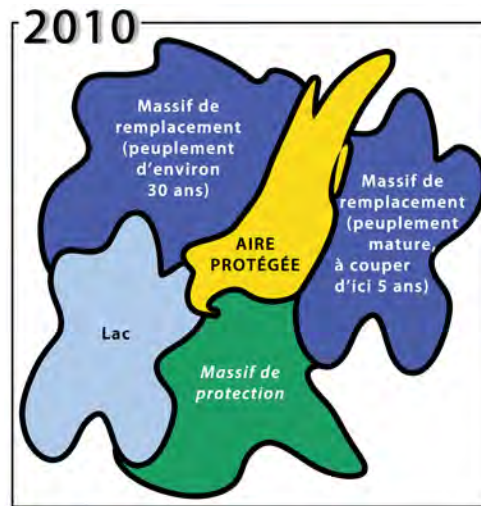 2010
Massif de
remplacement
(peuplement
d'environ
30 ans)
Massif de
remplacement
(peuplement
mature,
à couper
d'ici 5 ans)
AIRE
PROTÉGÉE
Lac
Massif de
protection